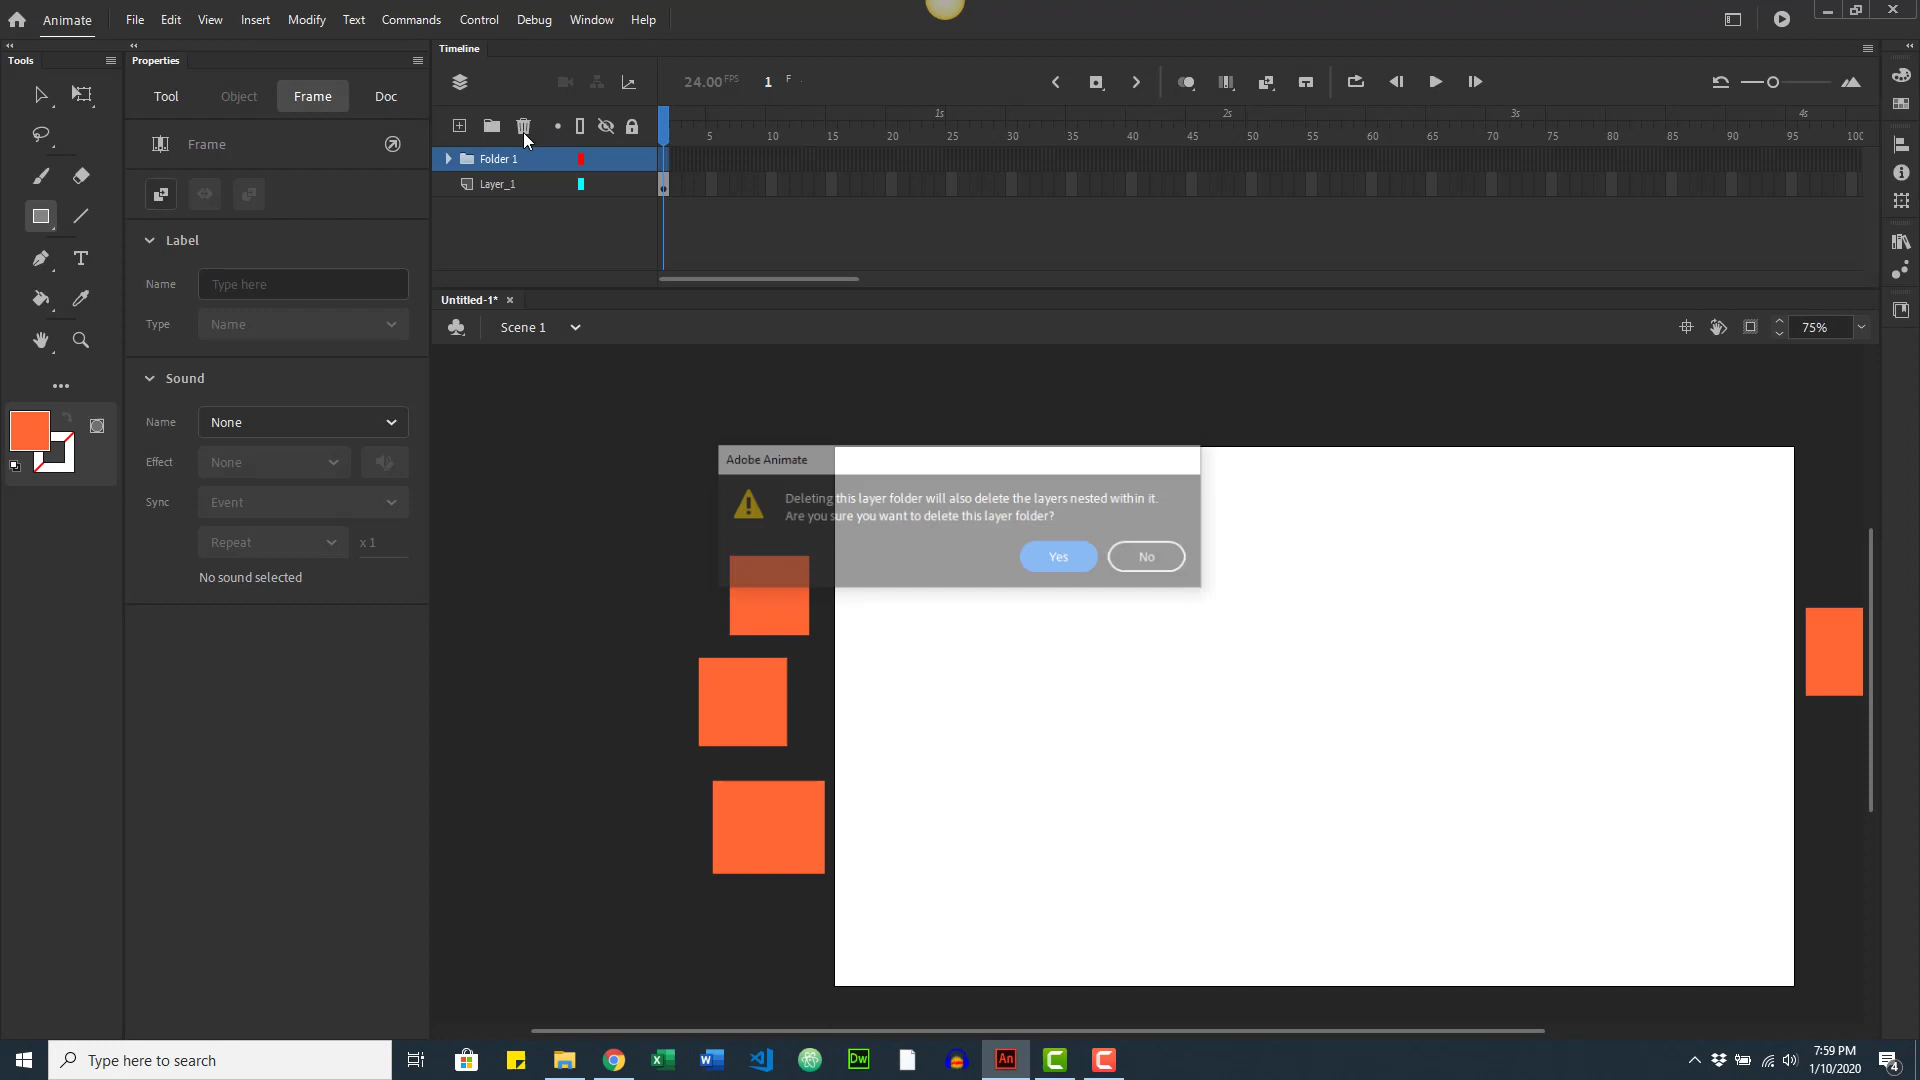 Animate File Edit View Insert Modify Text Commands Control Debug Window Help
Tools Properties Timeline
Tool Object Frame Doc 24.00 FPS 1 F
1s 2s 3s 4s
5 10 15 20 25 30 35 40 45 50 55 60 65 70 75 80 85 90 95 100
Frame
Folder 1
Layer_1
Label
Name Type here
Type Name
Untitled-1*
Scene 1 75%
Sound
Name None
Effect None
Sync Event
Repeat x 1
No sound selected
Adobe Animate
Deleting this layer folder will also delete the layers nested within it.
Are you sure you want to delete this layer folder?
Yes No
Type here to search
Dw
An
7:59 PM
1/10/2020
4